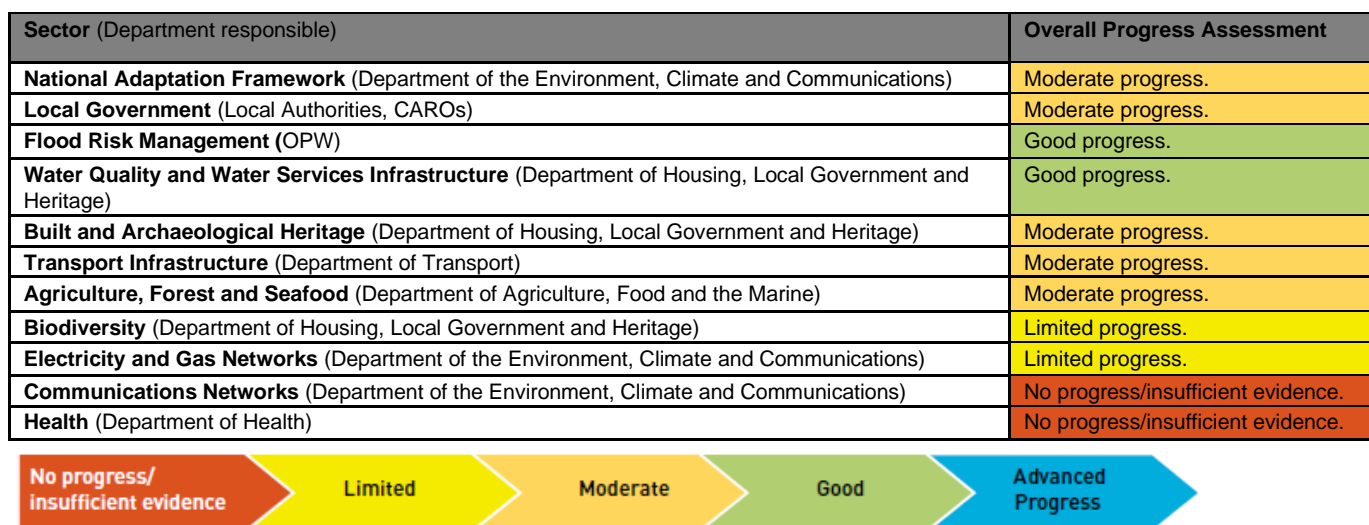 Sector (Department responsible) Overall Progress Assessment
National Adaptation Framework (Department of the Environment, Climate and Communications) Moderate progress.
Local Government (Local Authorities, CAROs) Moderate progress.
Flood Risk Management (OPW) Good progress.
Water Quality and Water Services Infrastructure (Department of Housing, Local Government and Good progress.
Heritage)
Built and Archaeological Heritage (Department of Housing, Local Government and Heritage) Moderate progress.
Transport Infrastructure (Department of Transport) Moderate progress.
Agriculture, Forest and Seafood (Department of Agriculture, Food and the Marine) Moderate progress.
Biodiversity (Department of Housing, Local Government and Heritage) Limited progress.
Electricity and Gas Networks (Department of the Environment, Climate and Communications) Limited progress.
Communications Networks (Department of the Environment, Climate and Communications) No progress/insufficient evidence.
Health (Department of Health) No progress/insufficient evidence.
No progress/
insufficient evidence
Limited
Moderate
Good
Advanced
Progress